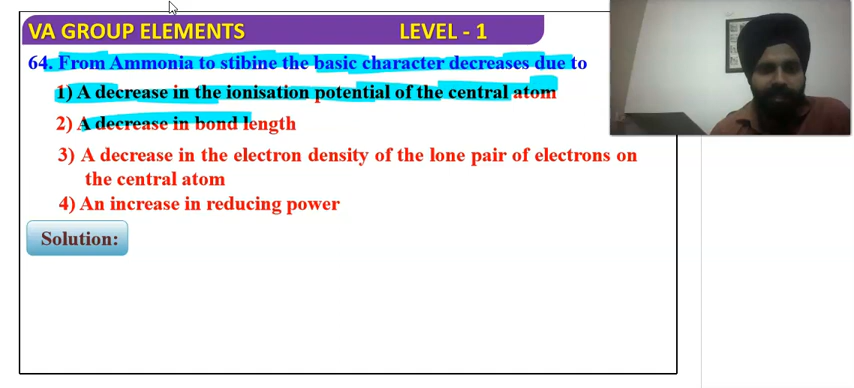 VA GROUP ELEMENTS LEVEL - 1
64. From Ammonia to stibine the basic character decreases due to
1) A decrease in the ionisation potential of the central atom
2) A decrease in bond length
3) A decrease in the electron density of the lone pair of electrons on
the central atom
4) An increase in reducing power
Solution: